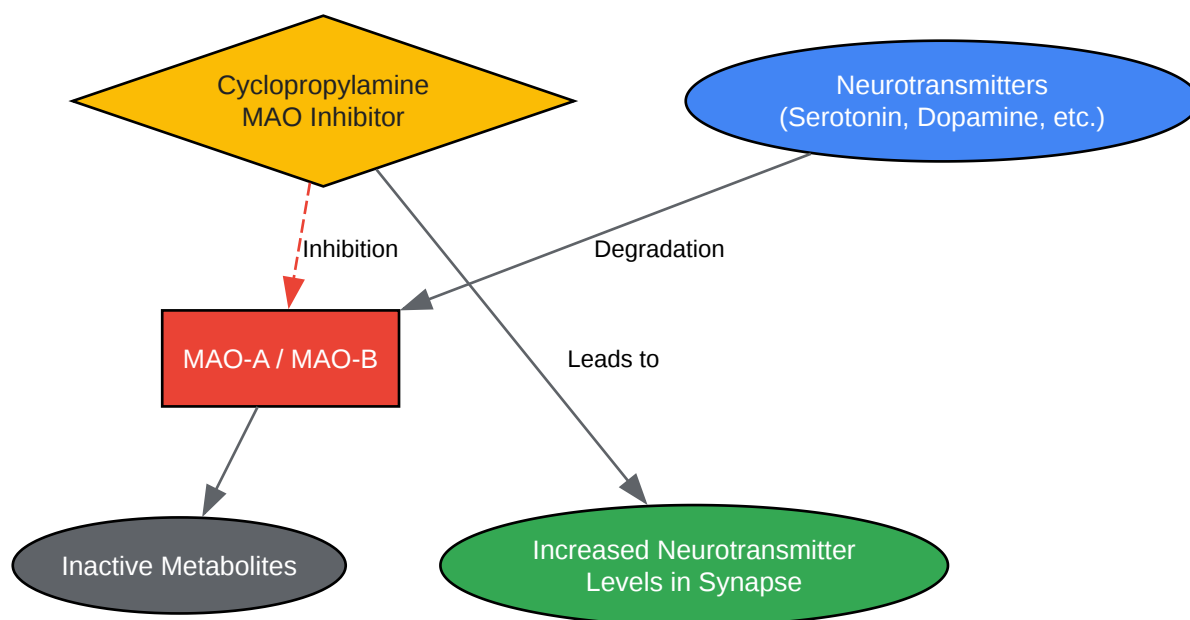 Cyclopropylamine
MAO Inhibitor
Neurotransmitters
(Serotonin, Dopamine, etc.)
Inhibition
Degradation
MAO-A / MAO-B
Leads to
Inactive Metabolites
Increased Neurotransmitter
Levels in Synapse